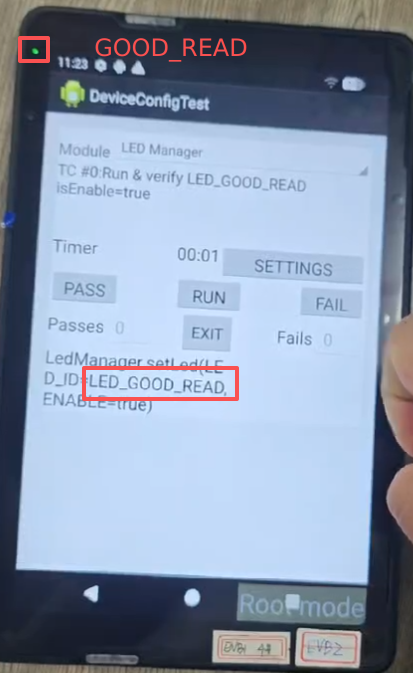 GOOD_READ
11:23
DeviceConfigTest
Module LED Manager
TC #0:Run & verify LED_GOOD_READ
isEnable=true
Timer 00:01 SETTINGS
PASS RUN FAIL
Passes 0 EXIT Fails 0
LedManager.setLed(LE
D_ID=LED_GOOD_READ,
ENABLE=true)
Root mode
EVB2